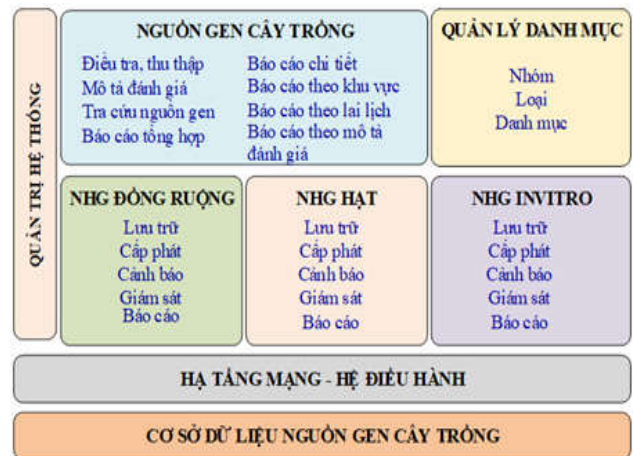 QUẢN TRỊ HỆ THỐNG
NGUỒN GEN CÂY TRỒNG
Điều tra, thu thập
Mô tả đánh giá
Tra cứu nguồn gen
Báo cáo tổng hợp
Báo cáo chi tiết
Báo cáo theo khu vực
Báo cáo theo lai lịch
Báo cáo theo mô tả
đánh giá
QUẢN LÝ DANH MỤC
Nhóm
Loại
Danh mục
NHG ĐỒNG RUỘNG
Lưu trữ
Cấp phát
Cảnh báo
Giám sát
Báo cáo
NHG HẠT
Lưu trữ
Cấp phát
Cảnh báo
Giám sát
Báo cáo
NHG INVITRO
Lưu trữ
Cấp phát
Cảnh báo
Giám sát
Báo cáo
HẠ TẦNG MẠNG - HỆ ĐIỀU HÀNH
CƠ SỞ DỮ LIỆU NGUỒN GEN CÂY TRỒNG